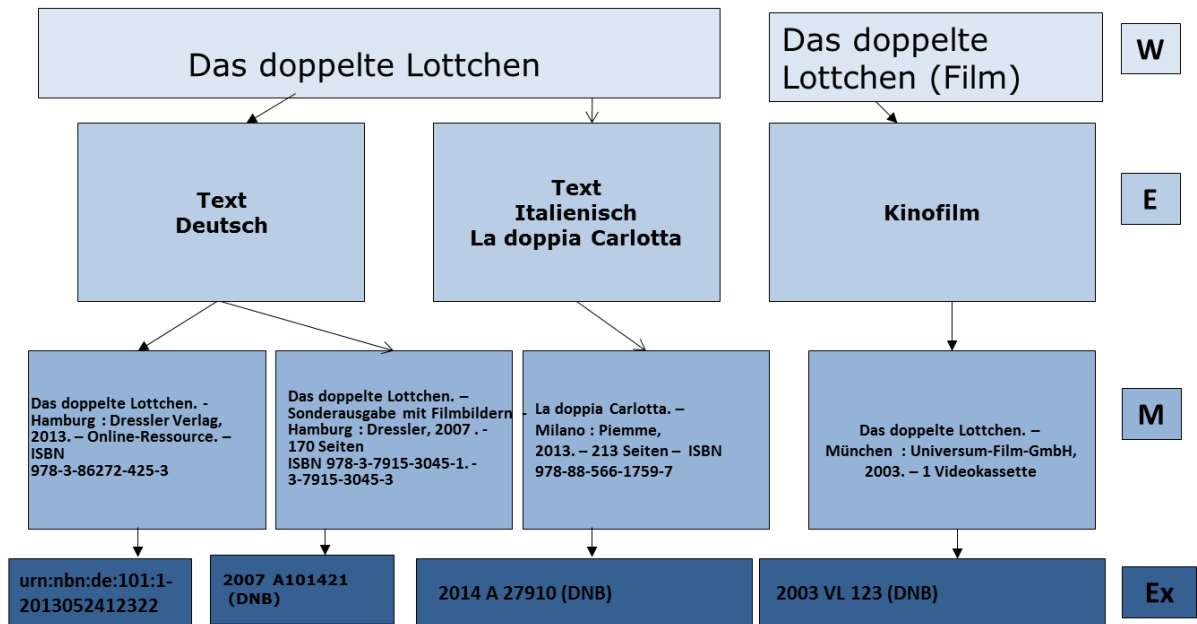 Das doppelte Lottchen
Das doppelte
Lottchen (Film)
W
Text
Deutsch
Text
Italienisch
La doppia Carlotta
Kinofilm
E
Das doppelte Lottchen. -
Hamburg : Dressler Verlag,
2013. – Online-Ressource. –
ISBN
978-3-86272-425-3
Das doppelte Lottchen. –
Sonderausgabe mit Filmbildern -
Hamburg : Dressler, 2007 . -
170 Seiten
ISBN 978-3-7915-3045-1. -
3-7915-3045-3
La doppia Carlotta. –
Milano : Piemme,
2013. – 213 Seiten – ISBN
978-88-566-1759-7
Das doppelte Lottchen. –
München : Universum-Film-GmbH,
2003. – 1 Videokassette
M
urn:nbn:de:101:1-
2013052412322
2007 A101421
(DNB)
2014 A 27910 (DNB)
2003 VL 123 (DNB)
Ex